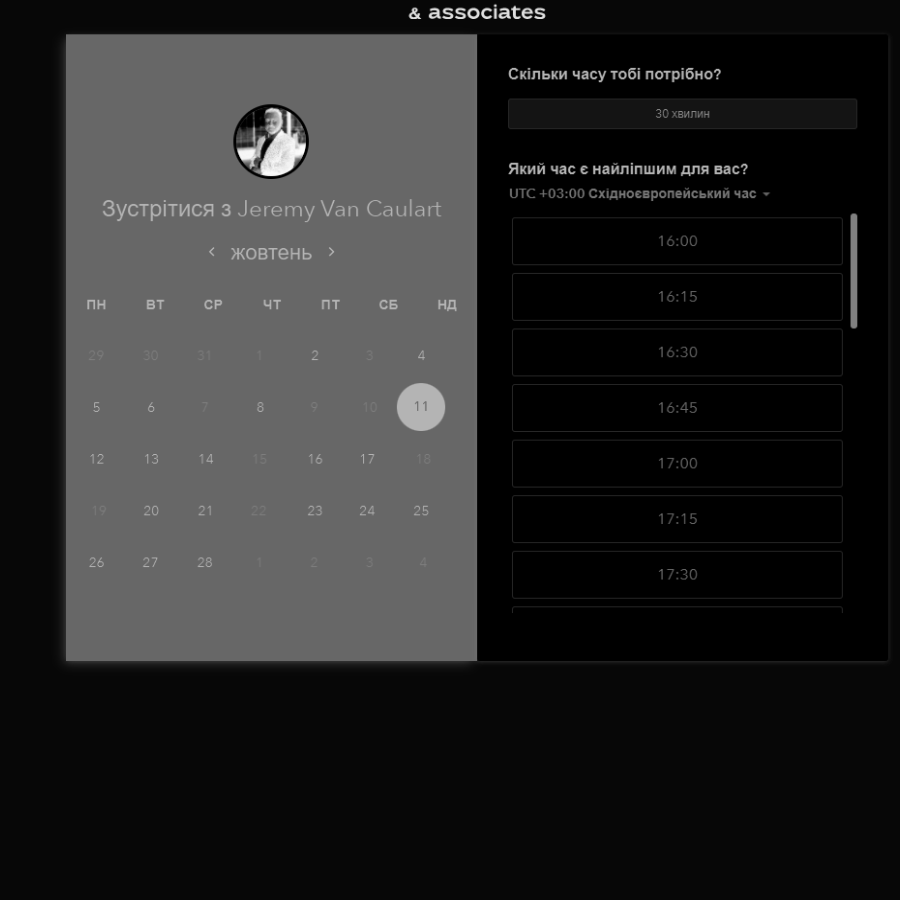 & associates
Зустрітися з Jeremy Van Caulart
жовтень
ПН ВТ СР ЧТ ПТ СБ НД
29 30 31 1 2 3 4
5 6 7 8 9 10 11
12 13 14 15 16 17 18
19 20 21 22 23 24 25
26 27 28 1 2 3 4
Скільки часу тобі потрібно?
30 хвилин
Який час є найліпшим для вас?
UTC +03:00 Східноєвропейський час
16:00
16:15
16:30
16:45
17:00
17:15
17:30